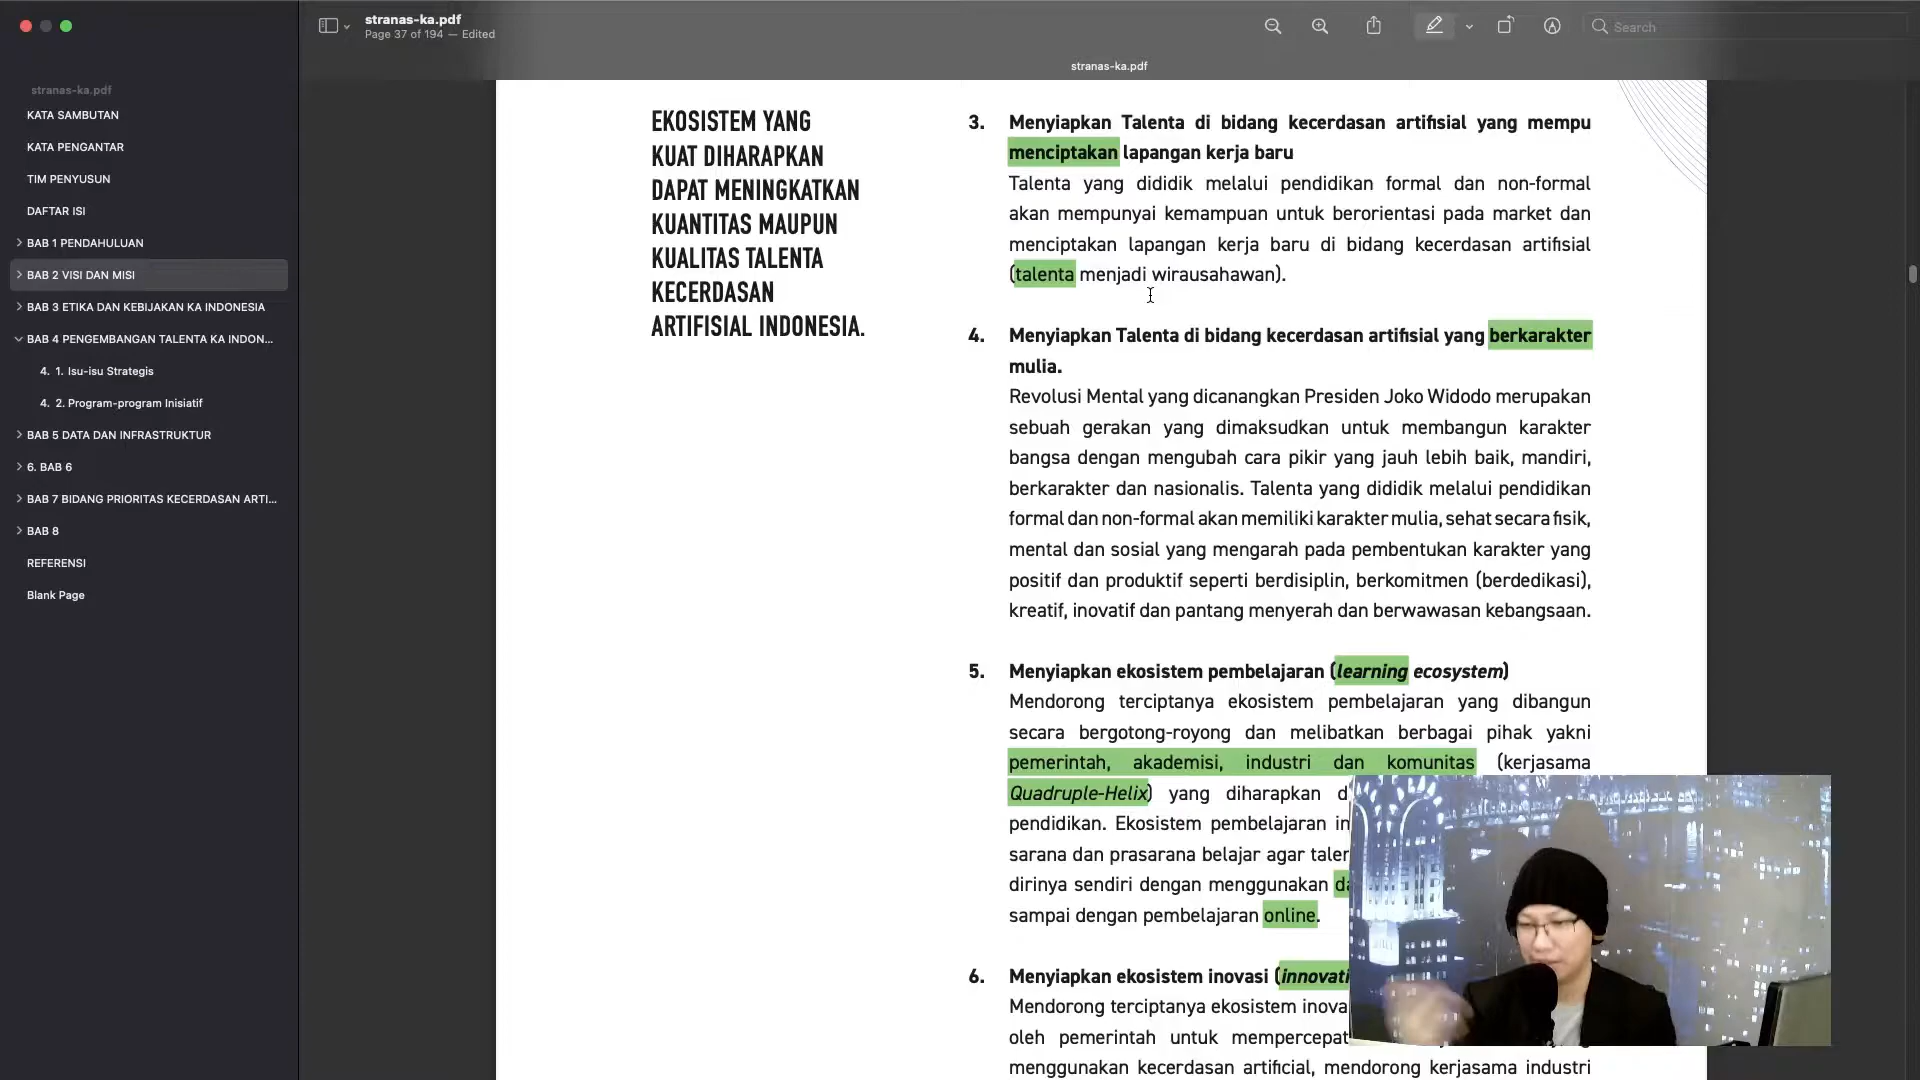 stranas-ka.pdf
Page 37 of 194 — Edited
Search
stranas-ka.pdf
stranas-ka.pdf
KATA SAMBUTAN
KATA PENGANTAR
TIM PENYUSUN
DAFTAR ISI
BAB 1 PENDAHULUAN
BAB 2 VISI DAN MISI
BAB 3 ETIKA DAN KEBIJAKAN KA INDONESIA
BAB 4 PENGEMBANGAN TALENTA KA INDON...
4. 1. Isu-isu Strategis
4. 2. Program-program Inisiatif
BAB 5 DATA DAN INFRASTRUKTUR
6. BAB 6
BAB 7 BIDANG PRIORITAS KECERDASAN ARTI...
BAB 8
REFERENSI
Blank Page
EKOSISTEM YANG
KUAT DIHARAPKAN
DAPAT MENINGKATKAN
KUANTITAS MAUPUN
KUALITAS TALENTA
KECERDASAN
ARTIFISIAL INDONESIA.
3. Menyiapkan Talenta di bidang kecerdasan artifisial yang mempu
menciptakan lapangan kerja baru
Talenta yang dididik melalui pendidikan formal dan non-formal
akan mempunyai kemampuan untuk berorientasi pada market dan
menciptakan lapangan kerja baru di bidang kecerdasan artifisial
(talenta menjadi wirausahawan).
4. Menyiapkan Talenta di bidang kecerdasan artifisial yang berkarakter
mulia.
Revolusi Mental yang dicanangkan Presiden Joko Widodo merupakan
sebuah gerakan yang dimaksudkan untuk membangun karakter
bangsa dengan mengubah cara pikir yang jauh lebih baik, mandiri,
berkarakter dan nasionalis. Talenta yang dididik melalui pendidikan
formal dan non-formal akan memiliki karakter mulia, sehat secara fisik,
mental dan sosial yang mengarah pada pembentukan karakter yang
positif dan produktif seperti berdisiplin, berkomitmen (berdedikasi),
kreatif, inovatif dan pantang menyerah dan berwawasan kebangsaan.
5. Menyiapkan ekosistem pembelajaran (learning ecosystem)
Mendorong terciptanya ekosistem pembelajaran yang dibangun
secara bergotong-royong dan melibatkan berbagai pihak yakni
pemerintah, akademisi, industri dan komunitas (kerjasama
Quadruple-Helix) yang diharapkan d
pendidikan. Ekosistem pembelajaran in
sarana dan prasarana belajar agar taler
dirinya sendiri dengan menggunakan da
sampai dengan pembelajaran online.
6. Menyiapkan ekosistem inovasi (innovati
Mendorong terciptanya ekosistem inova
oleh pemerintah untuk mempercepat
menggunakan kecerdasan artificial, mendorong kerjasama industri